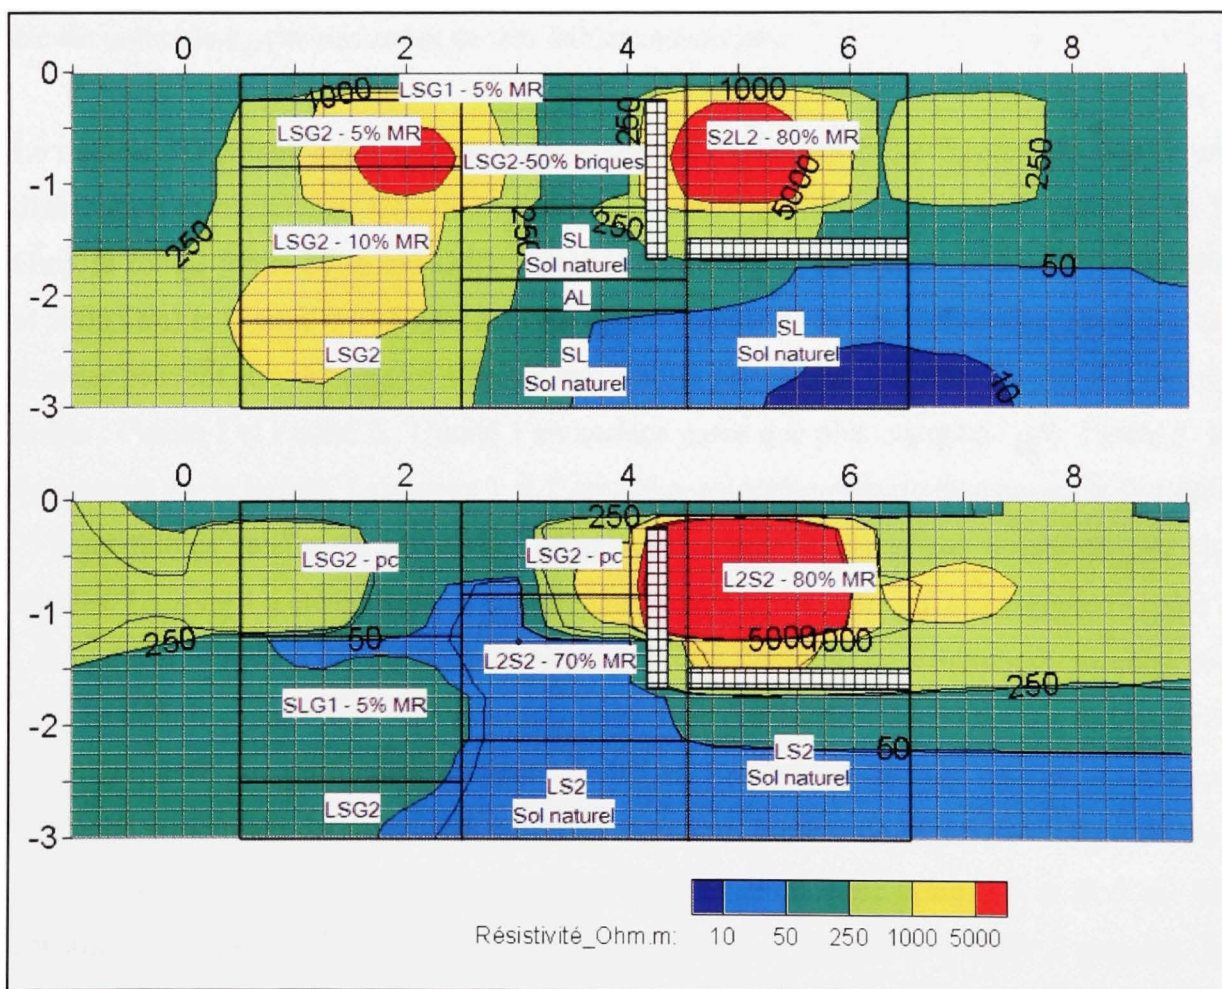 0 2 4 6 8
0
1000
LSG1 - 5% MR
1000
LSG2 - 5% MR
250
S2L2 - 80% MR
LSG2-50% briques
250
-1
5000
250
250
250
LSG2 - 10% MR
SL
Sol naturel
50
-2
AL
LSG2
SL
Sol naturel
SL
Sol naturel
10
-3
0 2 4 6 8
0
250
LSG2 - pc
LSG2 - pc
L2S2 - 80% MR
-1
250
50
5000
1000
L2S2 - 70% MR
250
SLG1 - 5% MR
-2
50
LS2
Sol naturel
LSG2
LS2
Sol naturel
-3
Résistivité_Ohm.m: 10 50 250 1000 5000